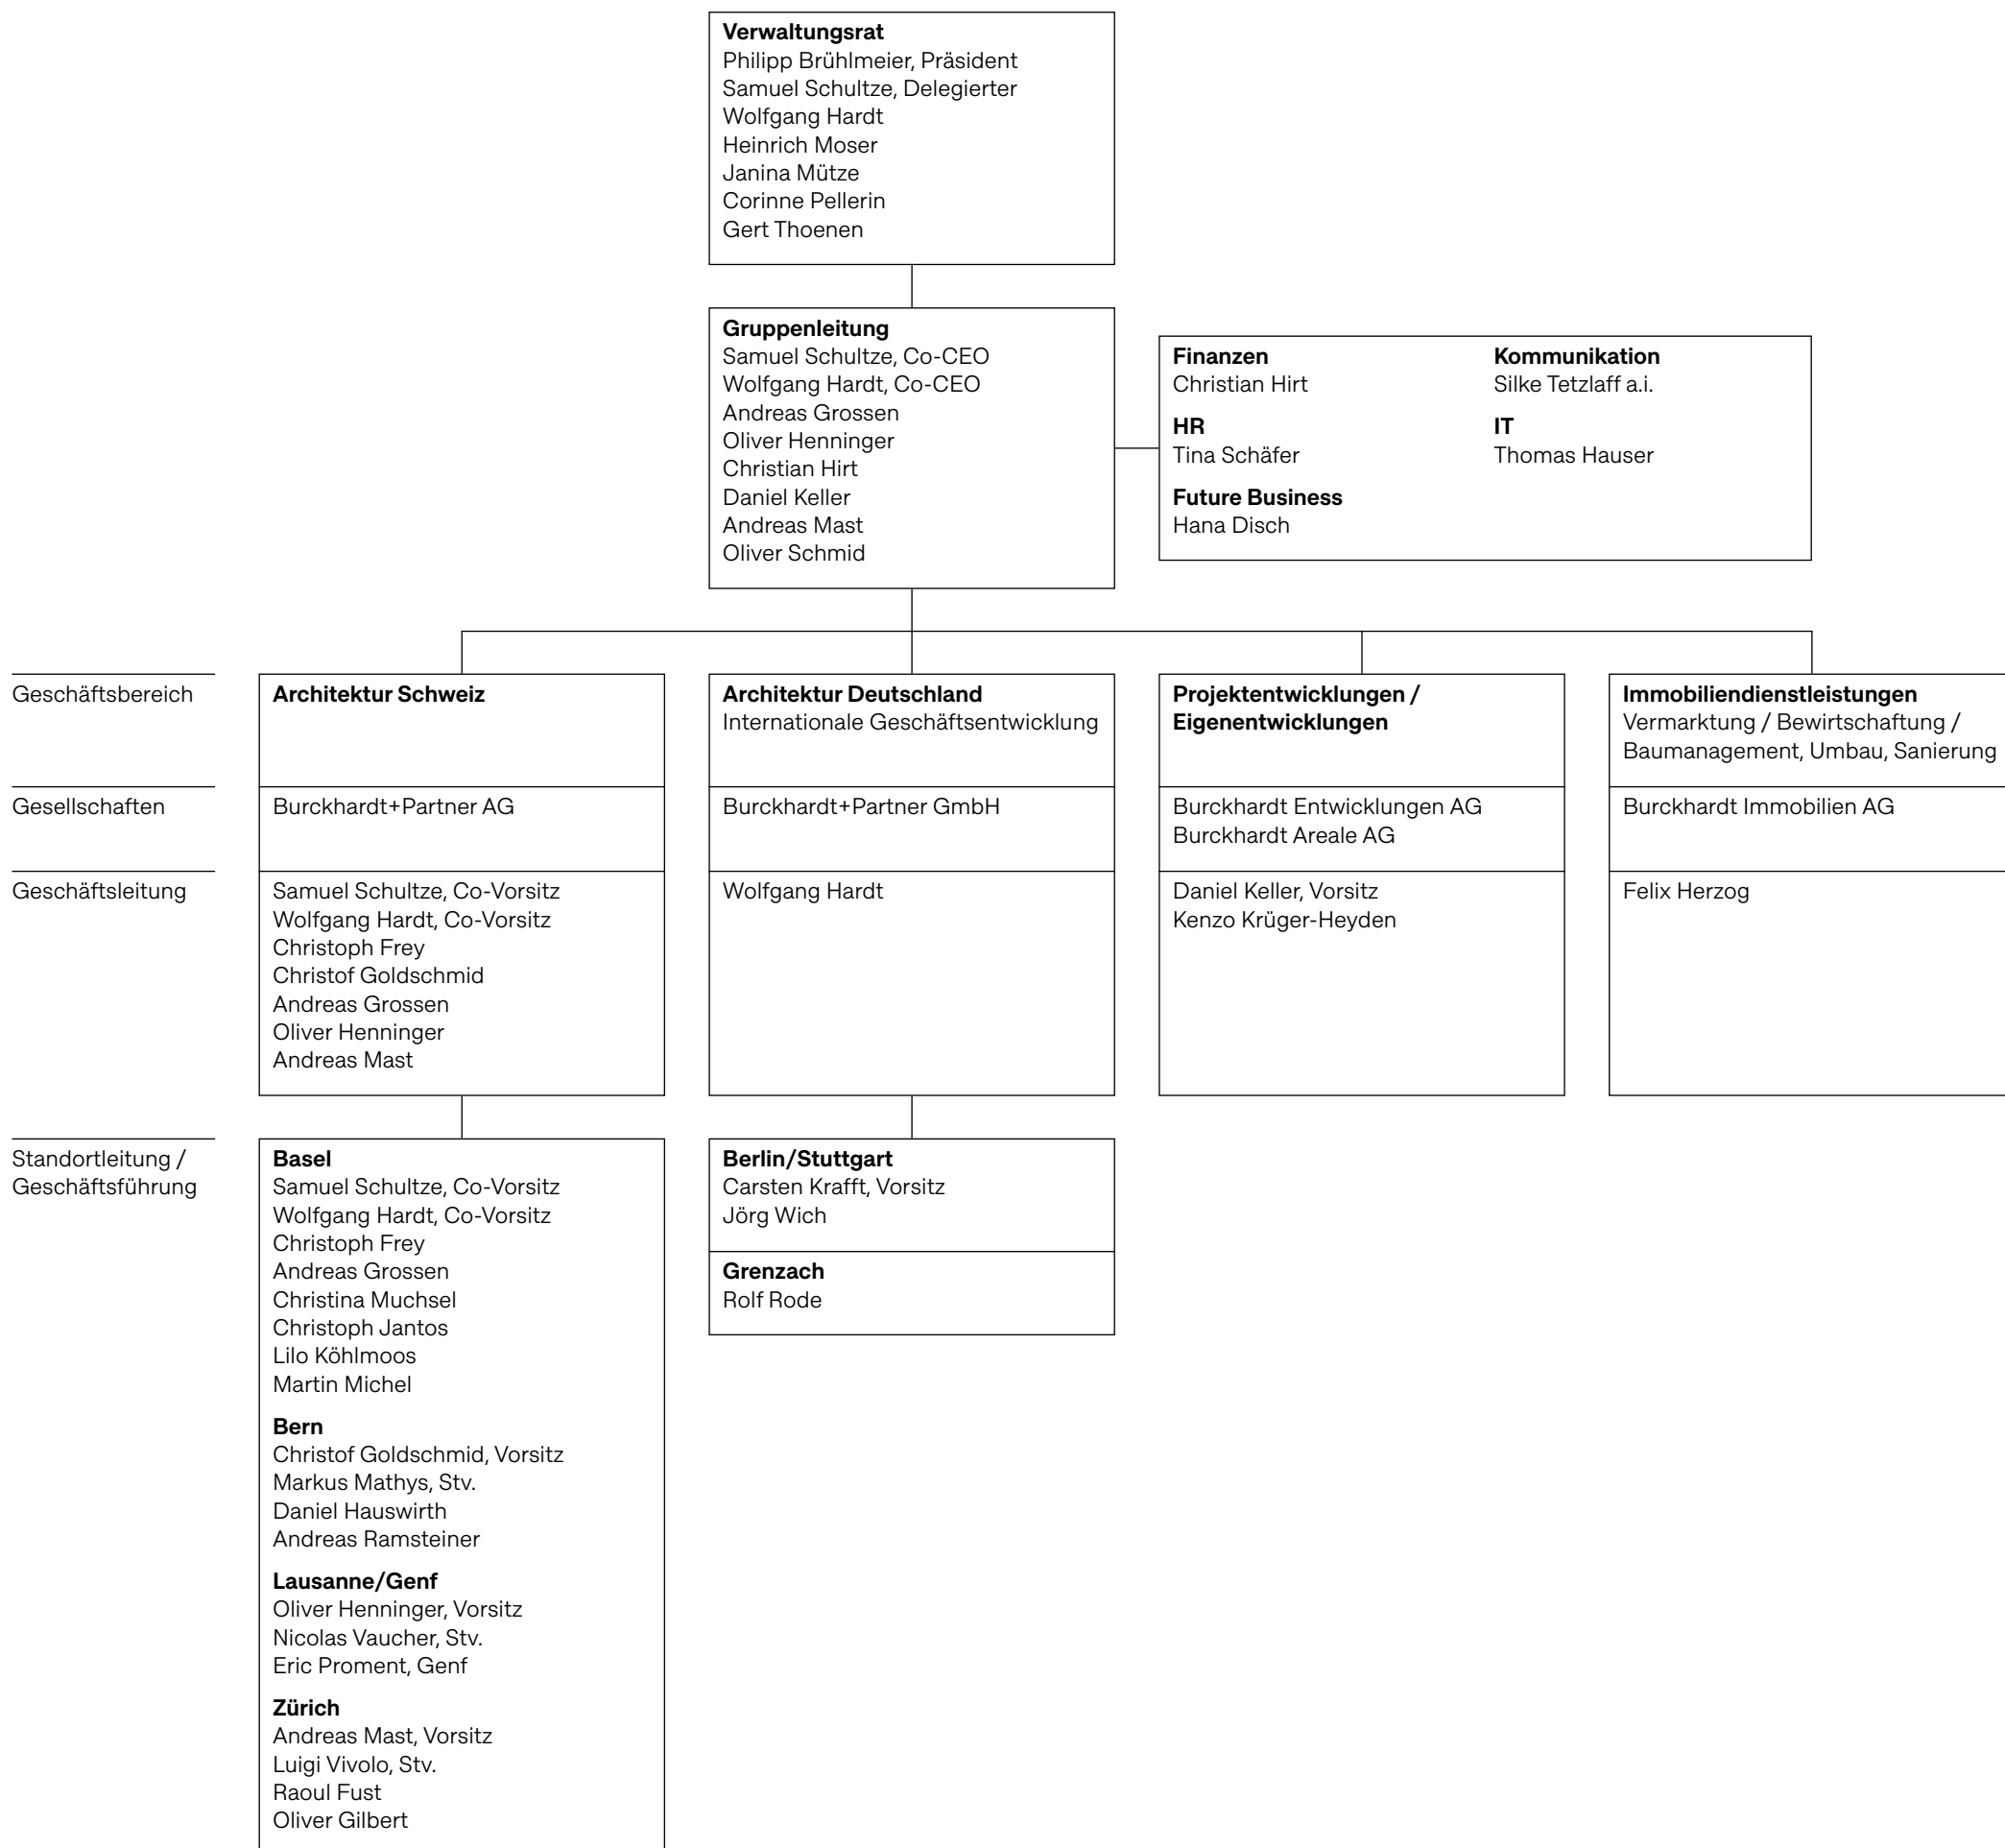 Verwaltungsrat
Philipp Brühlmeier, Präsident
Samuel Schultze, Delegierter
Wolfgang Hardt
Heinrich Moser
Janina Mütze
Corinne Pellerin
Gert Thoenen
Gruppenleitung
Samuel Schultze, Co-CEO
Wolfgang Hardt, Co-CEO
Andreas Grossen
Oliver Henninger
Christian Hirt
Daniel Keller
Andreas Mast
Oliver Schmid
Finanzen
Christian Hirt
HR
Tina Schäfer
Future Business
Hana Disch
Kommunikation
Silke Tetzlaff a.i.
IT
Thomas Hauser
Geschäftsbereich
Architektur Schweiz
Architektur Deutschland
Internationale Geschäftsentwicklung
Projektentwicklungen /
Eigenentwicklungen
Immobiliendienstleistungen
Vermarktung / Bewirtschaftung /
Baumanagement, Umbau, Sanierung
Gesellschaften
Burckhardt+Partner AG
Burckhardt+Partner GmbH
Burckhardt Entwicklungen AG
Burckhardt Areale AG
Burckhardt Immobilien AG
Geschäftsleitung
Samuel Schultze, Co-Vorsitz
Wolfgang Hardt, Co-Vorsitz
Christoph Frey
Christof Goldschmid
Andreas Grossen
Oliver Henninger
Andreas Mast
Wolfgang Hardt
Daniel Keller, Vorsitz
Kenzo Krüger-Heyden
Felix Herzog
Standortleitung /
Geschäftsführung
Basel
Samuel Schultze, Co-Vorsitz
Wolfgang Hardt, Co-Vorsitz
Christoph Frey
Andreas Grossen
Christina Muchsel
Christoph Jantos
Lilo Köhlmoos
Martin Michel
Bern
Christof Goldschmid, Vorsitz
Markus Mathys, Stv.
Daniel Hauswirth
Andreas Ramsteiner
Lausanne/Genf
Oliver Henninger, Vorsitz
Nicolas Vaucher, Stv.
Eric Proment, Genf
Zürich
Andreas Mast, Vorsitz
Luigi Vivolo, Stv.
Raoul Fust
Oliver Gilbert
Berlin/Stuttgart
Carsten Krafft, Vorsitz
Jörg Wich
Grenzach
Rolf Rode